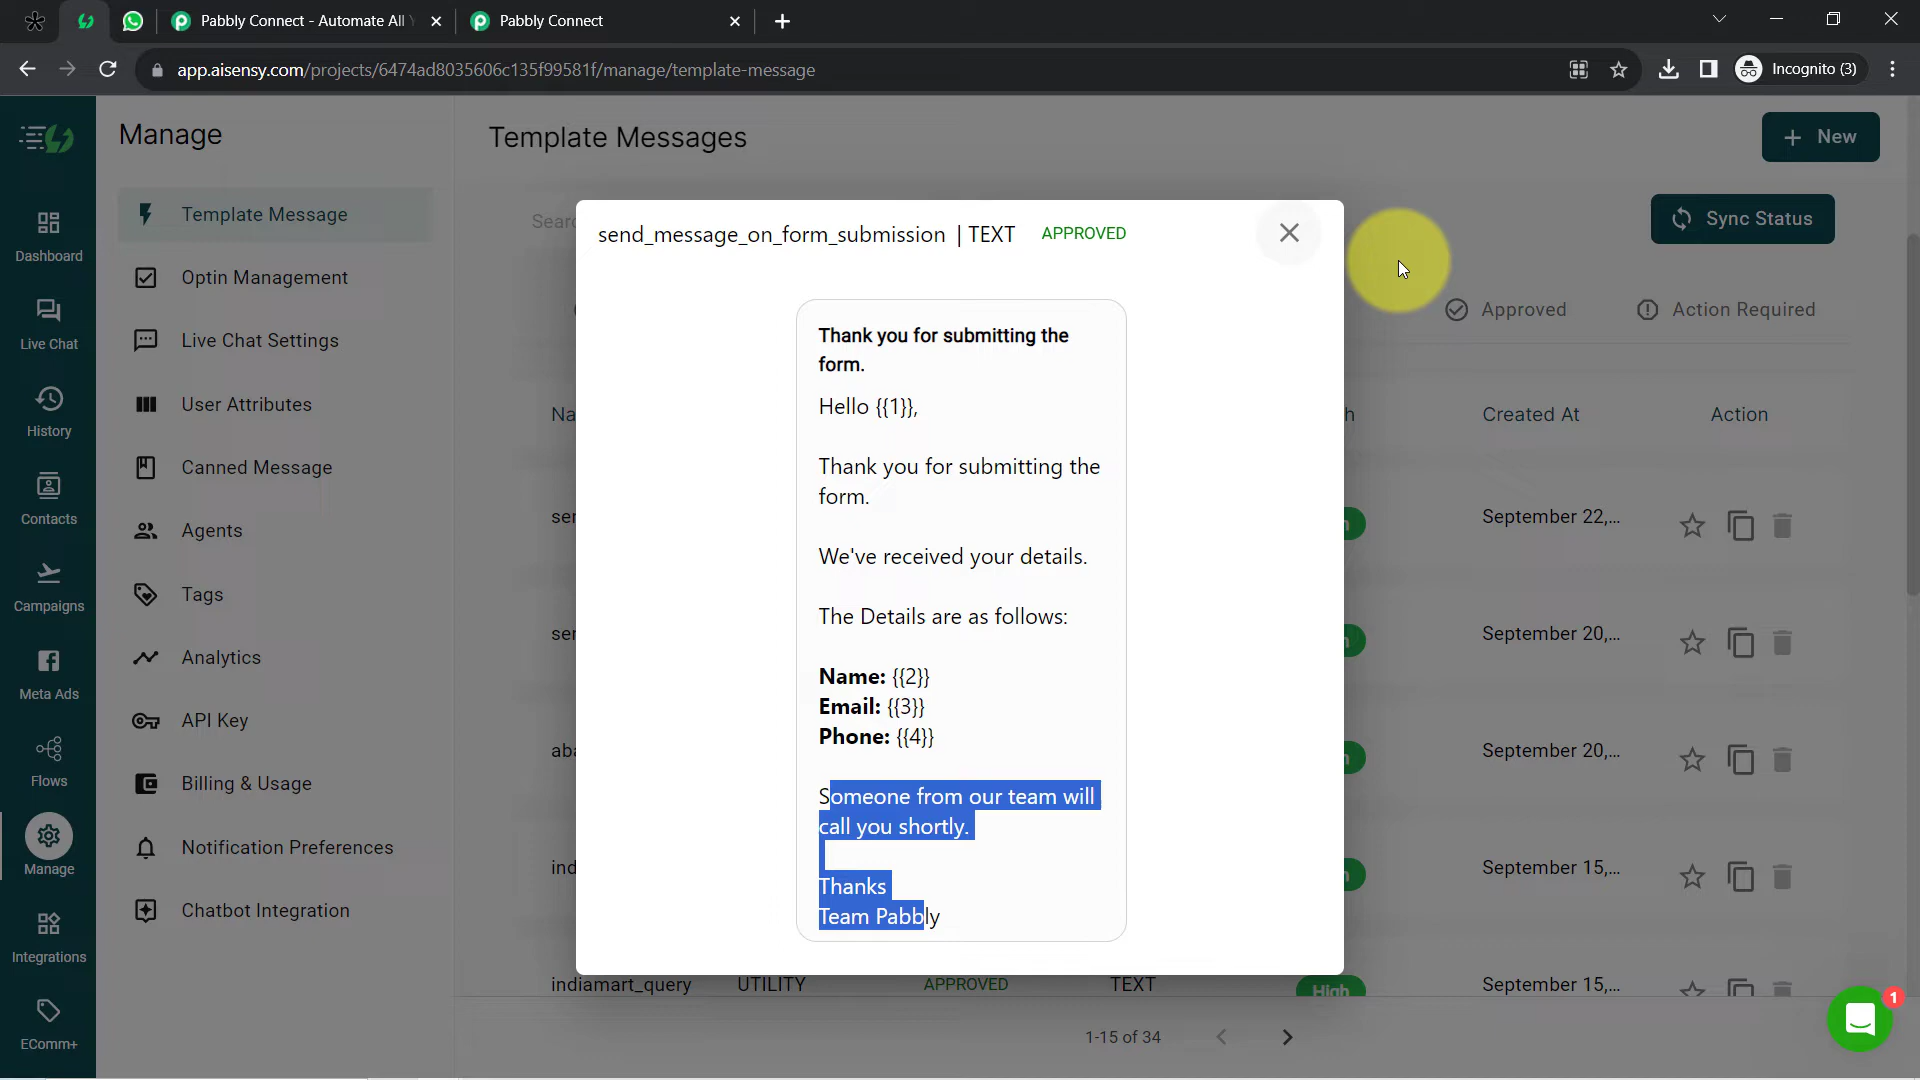 Pabbly Connect - Automate All Y
Pabbly Connect
app.aisensy.com/projects/6474ad8035606c135f99581f/manage/template-message
Incognito (3)
Manage
Template Messages
+ New
Template Message
Optin Management
Live Chat Settings
User Attributes
Canned Message
Agents
Tags
Analytics
API Key
Billing & Usage
Notification Preferences
Chatbot Integration
Dashboard
Live Chat
History
Contacts
Campaigns
Meta Ads
Flows
Manage
Integrations
EComm+
Sync Status
Approved
Action Required
Created At
Action
September 22,...
September 20,...
September 20,...
September 15,...
September 15,...
send_message_on_form_submission | TEXT APPROVED
Thank you for submitting the
form.
Hello {{1}},
Thank you for submitting the
form.
We've received your details.
The Details are as follows:
Name: {{2}}
Email: {{3}}
Phone: {{4}}
Someone from our team will
call you shortly.
Thanks
Team Pabbly
indiamart_query UTILITY APPROVED TEXT High
1-15 of 34
1